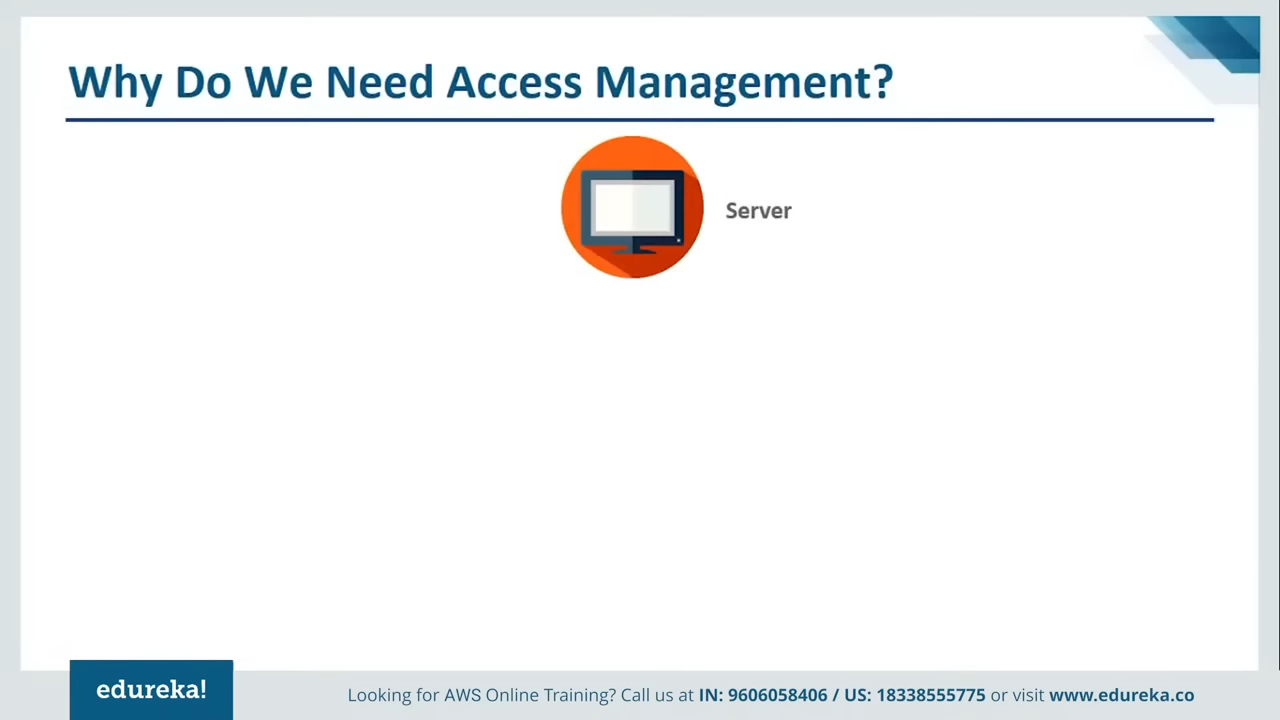 Why Do We Need Access Management?
Server
edureka!
Looking for AWS Online Training? Call us at IN: 9606058406 / US: 18338555775 or visit www.edureka.co